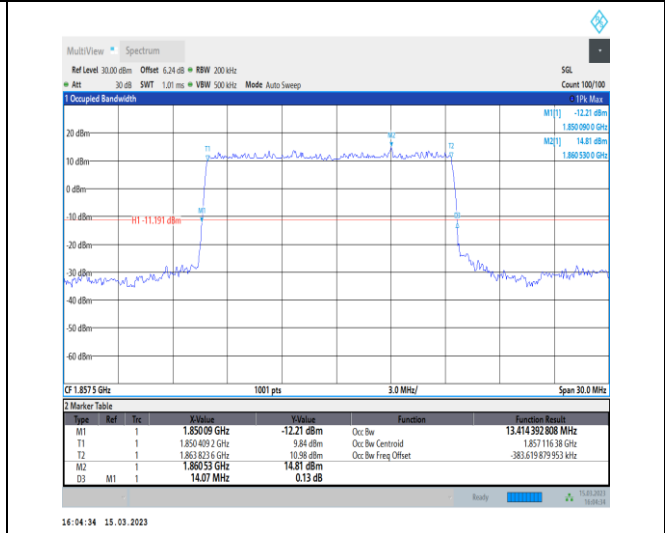 MultiView Spectrum
Ref Level 30.00 dBm Offset 6.24 dB RBW 200 kHz SGL
Att 30 dB SWT 1.01 ms VBW 500 kHz Mode Auto Sweep Count 100/100
1 Occupied Bandwidth 1Pk Max
M1[1] -12.21 dBm
1.850 090 0 GHz
M2[1] 14.81 dBm
1.860 530 0 GHz
20 dBm
M2
T1
T2
10 dBm
0 dBm
M1
-10 dBm
H1 -11.191 dBm
D3
-20 dBm
-30 dBm
-40 dBm
-50 dBm
-60 dBm
CF 1.857 5 GHz 1001 pts 3.0 MHz/ Span 30.0 MHz
2 Marker Table
Type Ref Trc X-Value Y-Value Function Function Result
M1 1 1.850 09 GHz -12.21 dBm Occ Bw 13.414 392 808 MHz
T1 1 1.850 409 2 GHz 9.84 dBm Occ Bw Centroid 1.857 116 38 GHz
T2 1 1.863 823 6 GHz 10.98 dBm Occ Bw Freq Offset -383.619 879 953 kHz
M2 1 1.860 53 GHz 14.81 dBm
D3 M1 1 14.07 MHz 0.13 dB
Ready 15.03.2023
16:04:34
16:04:34 15.03.2023